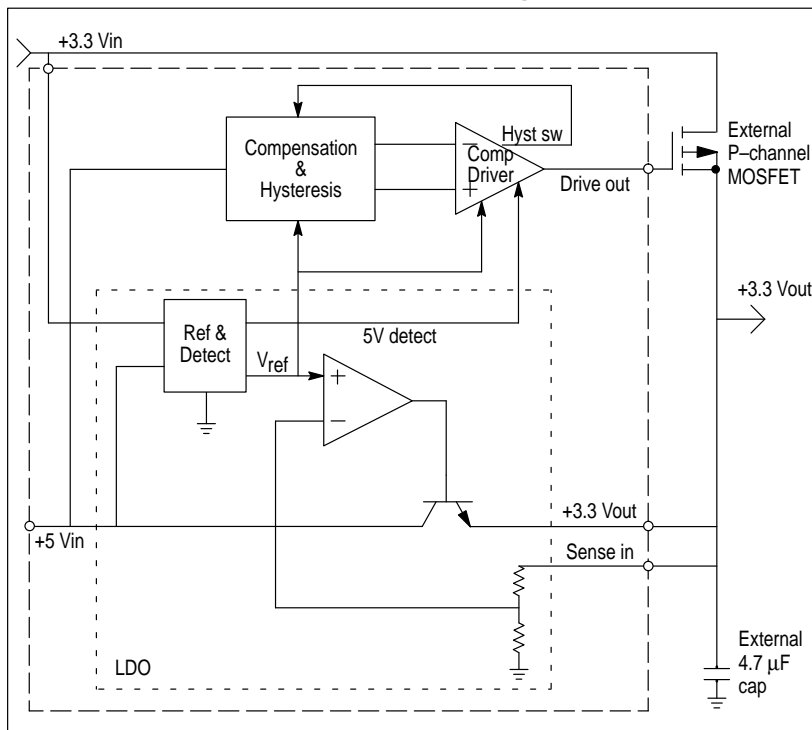 +3.3 Vin
Compensation
&
Hysteresis
Hyst sw
−
Comp
Driver
+
Drive out
External
P–channel
MOSFET
+3.3 Vout
Ref &
Detect
5V detect
Vref
+
−
+5 Vin
+3.3 Vout
Sense in
LDO
External
4.7 μF
cap